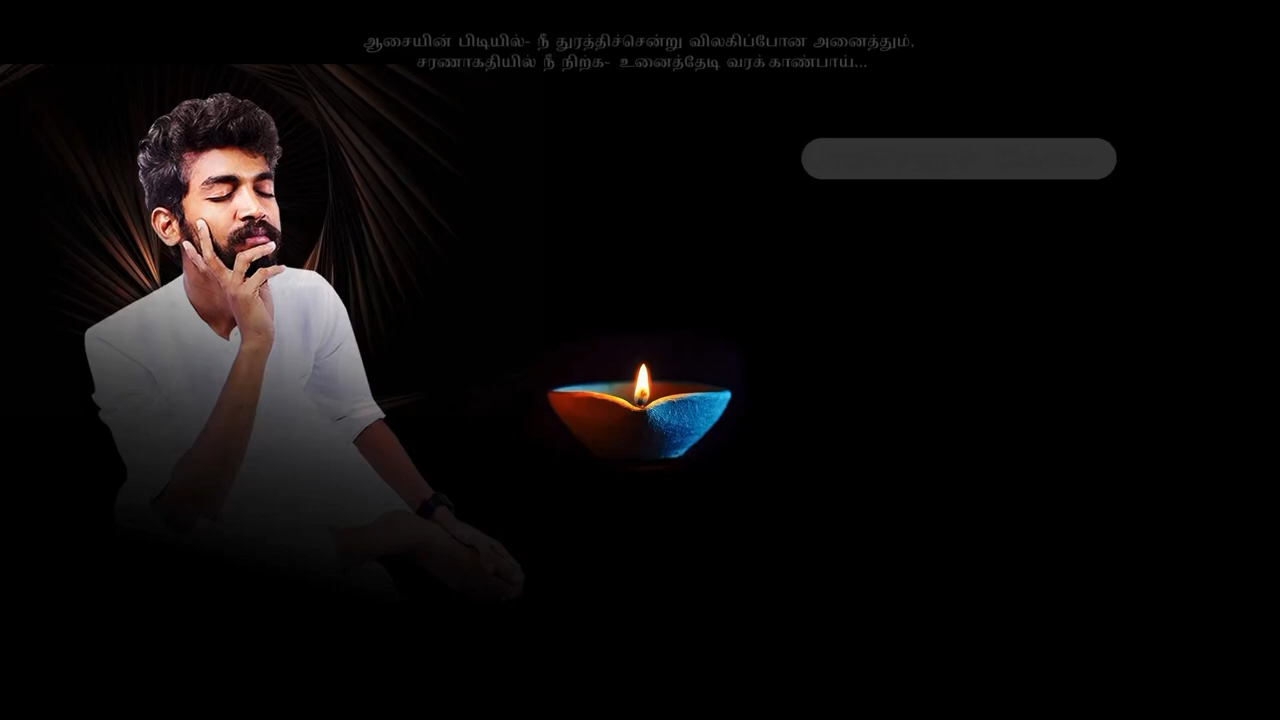 ஆசையின் பிடியில்- நீ துரத்திச்சென்று விலகிப்போன அனைத்தும்,
சரணாகதியில் நீ நிற்க- உனைத்தேடி வரக் காண்பாய்...